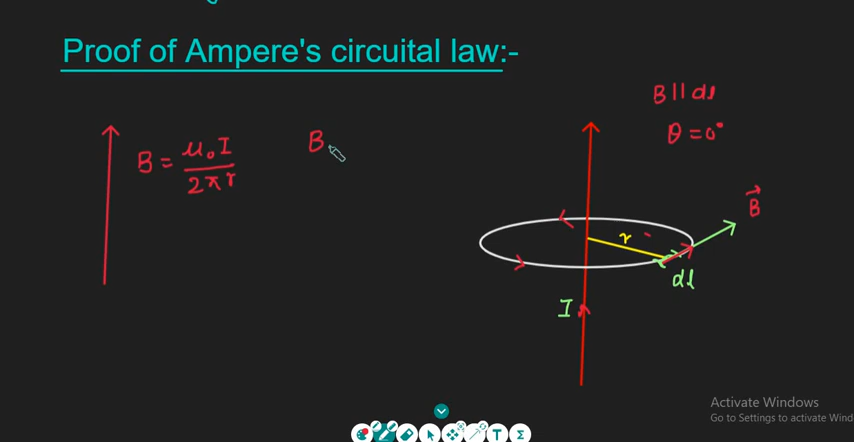 Proof of Ampere's circuital law:-
B || dl
θ = 0°
B = μ₀I / 2πr
B
r
B⃗
dl
I
Activate Windows
Go to Settings to activate Wind
T
Σ